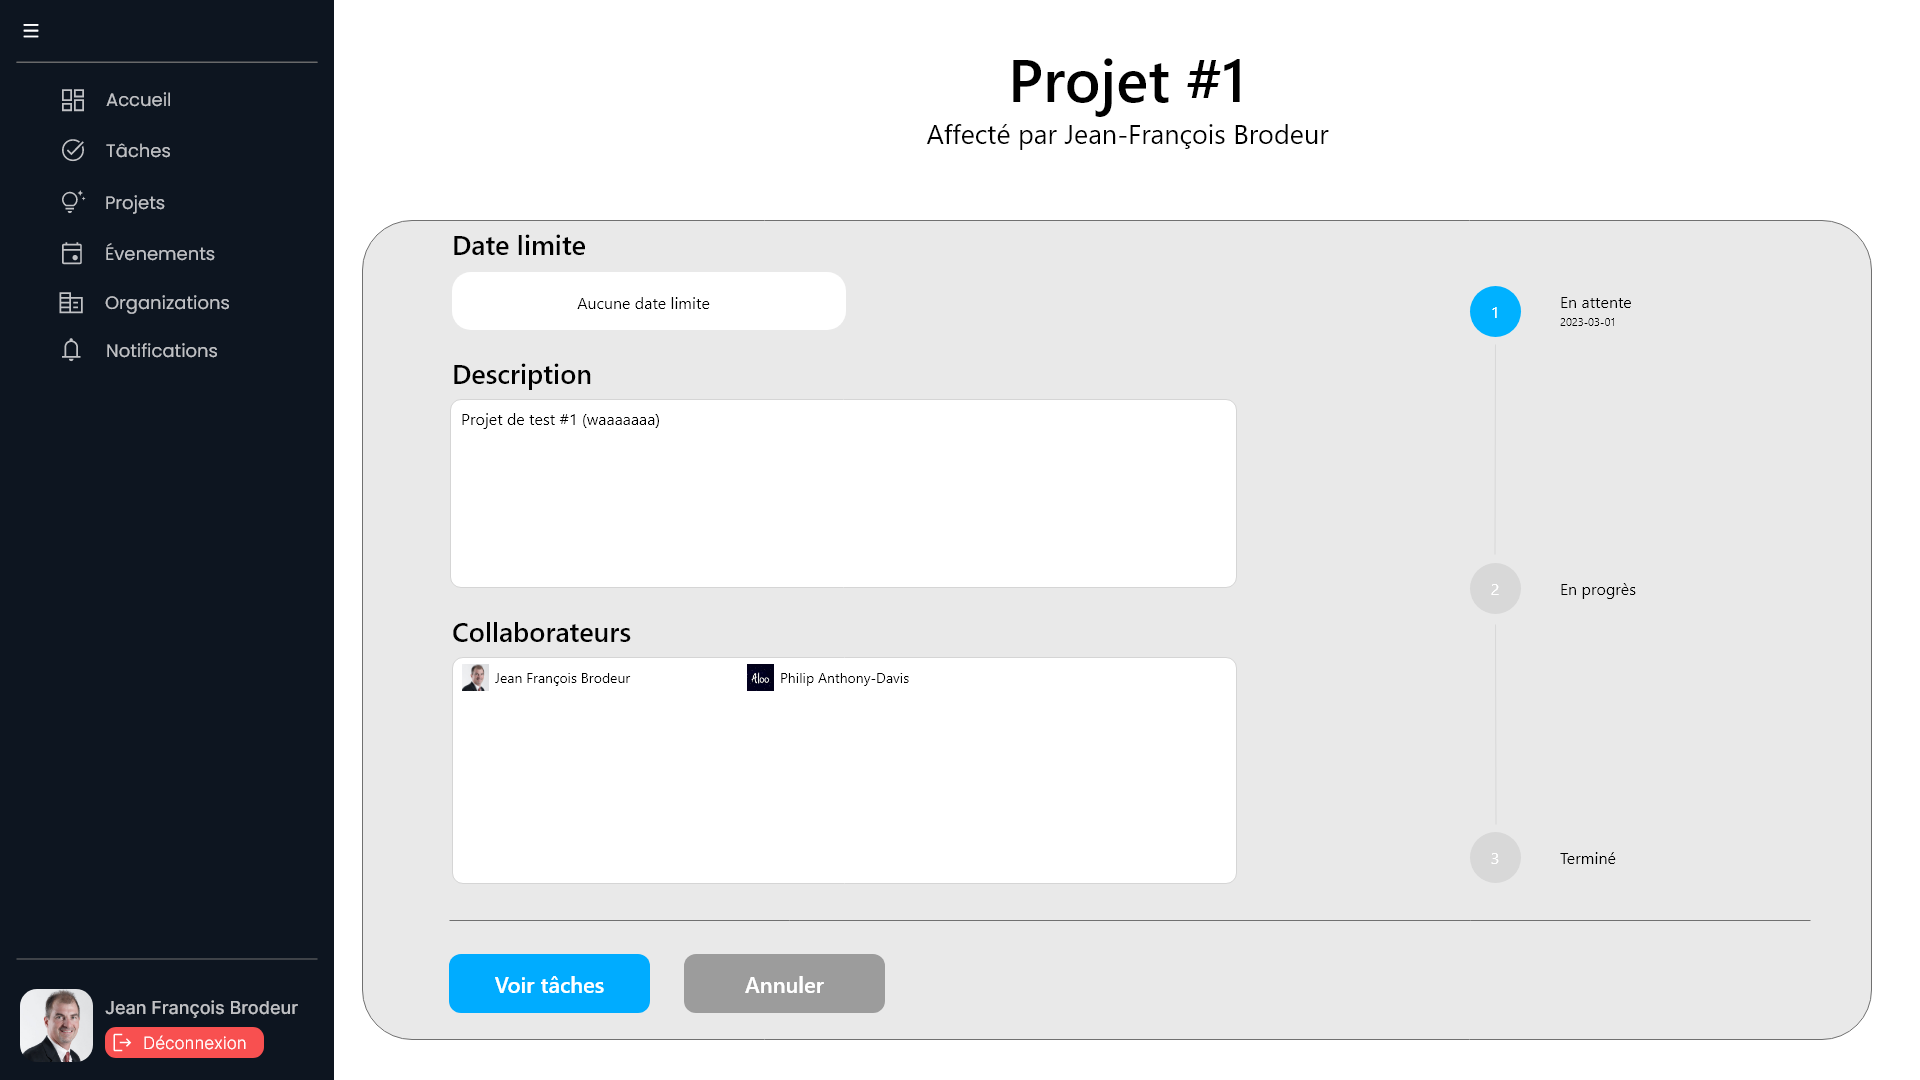 Accueil
Tâches
Projets
Évenements
Organizations
Notifications
Jean François Brodeur
Déconnexion
Projet #1
Affecté par Jean-François Brodeur
Date limite
Aucune date limite
Description
Projet de test #1 (waaaaaaa)
Collaborateurs
Jean François Brodeur
Aloo
Philip Anthony-Davis
1
En attente
2023-03-01
2
En progrès
3
Terminé
Voir tâches
Annuler